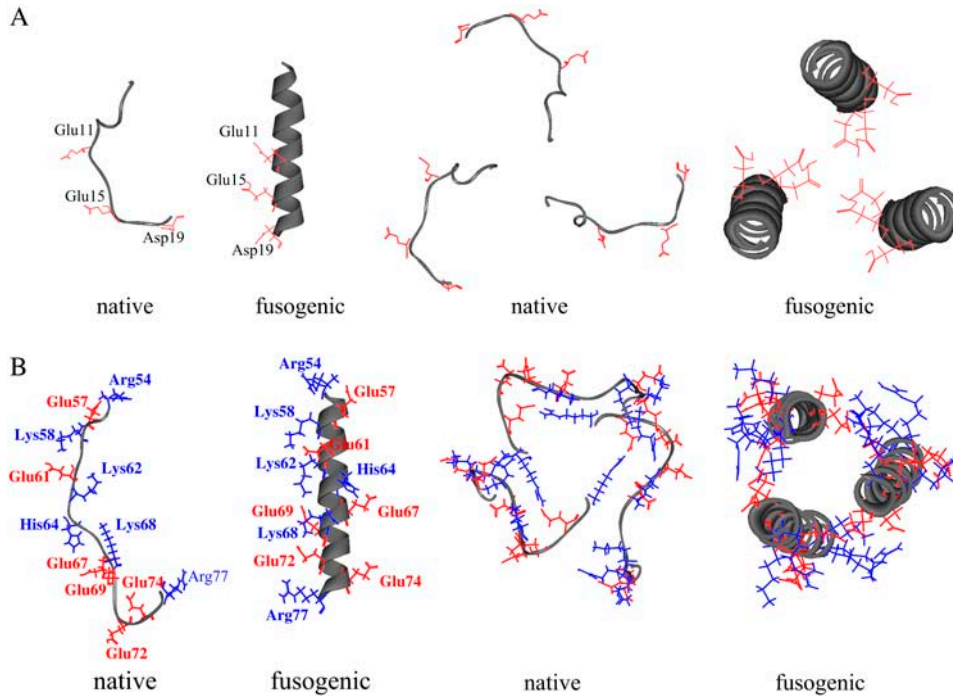 A
Glu11
Glu15
Asp19
native
Glu11
Glu15
Asp19
fusogenic
native
fusogenic
B
Arg54
Glu57
Lys58
Glu61
Lys62
His64
Lys68
Glu67
Glu69
Glu74
Arg77
Glu72
native
Arg54
Glu57
Lys58
Glu61
Lys62
His64
Glu69
Glu67
Lys68
Glu72
Glu74
Arg77
fusogenic
native
fusogenic